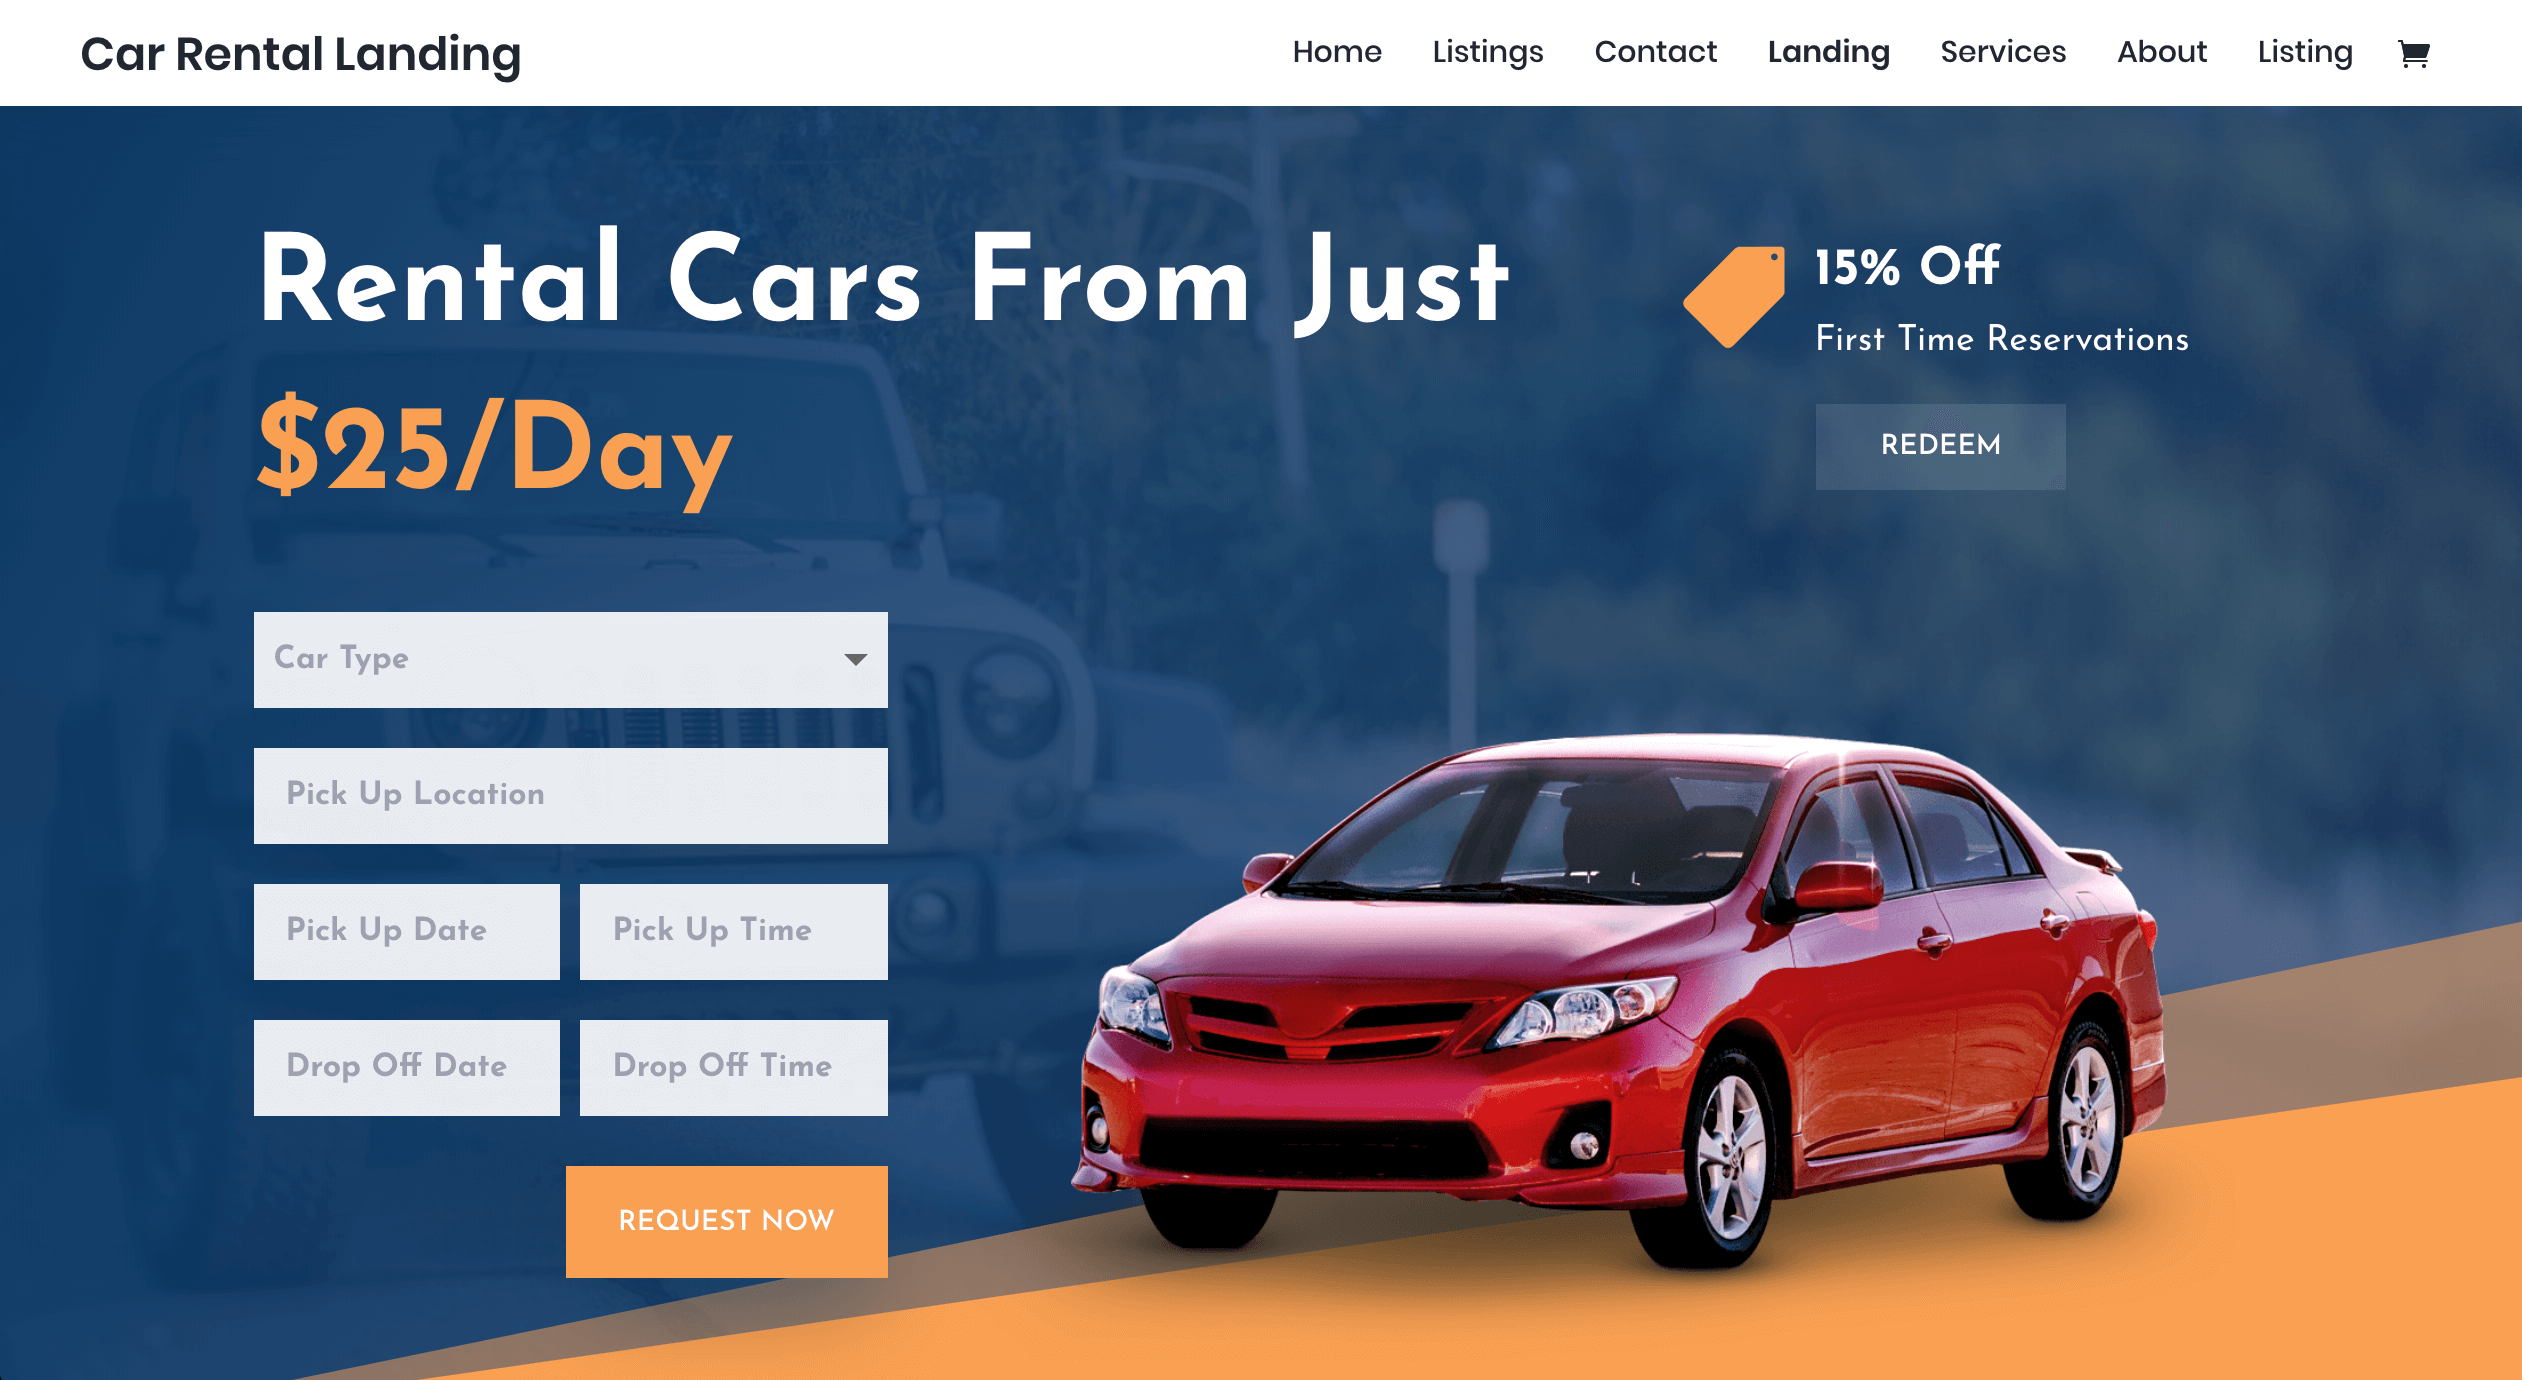 Car Rental Landing
Home Listings Contact Landing Services About Listing
Rental Cars From Just
$25/Day
15% Off
First Time Reservations
REDEEM
Car Type
Pick Up Location
Pick Up Date
Pick Up Time
Drop Off Date
Drop Off Time
REQUEST NOW